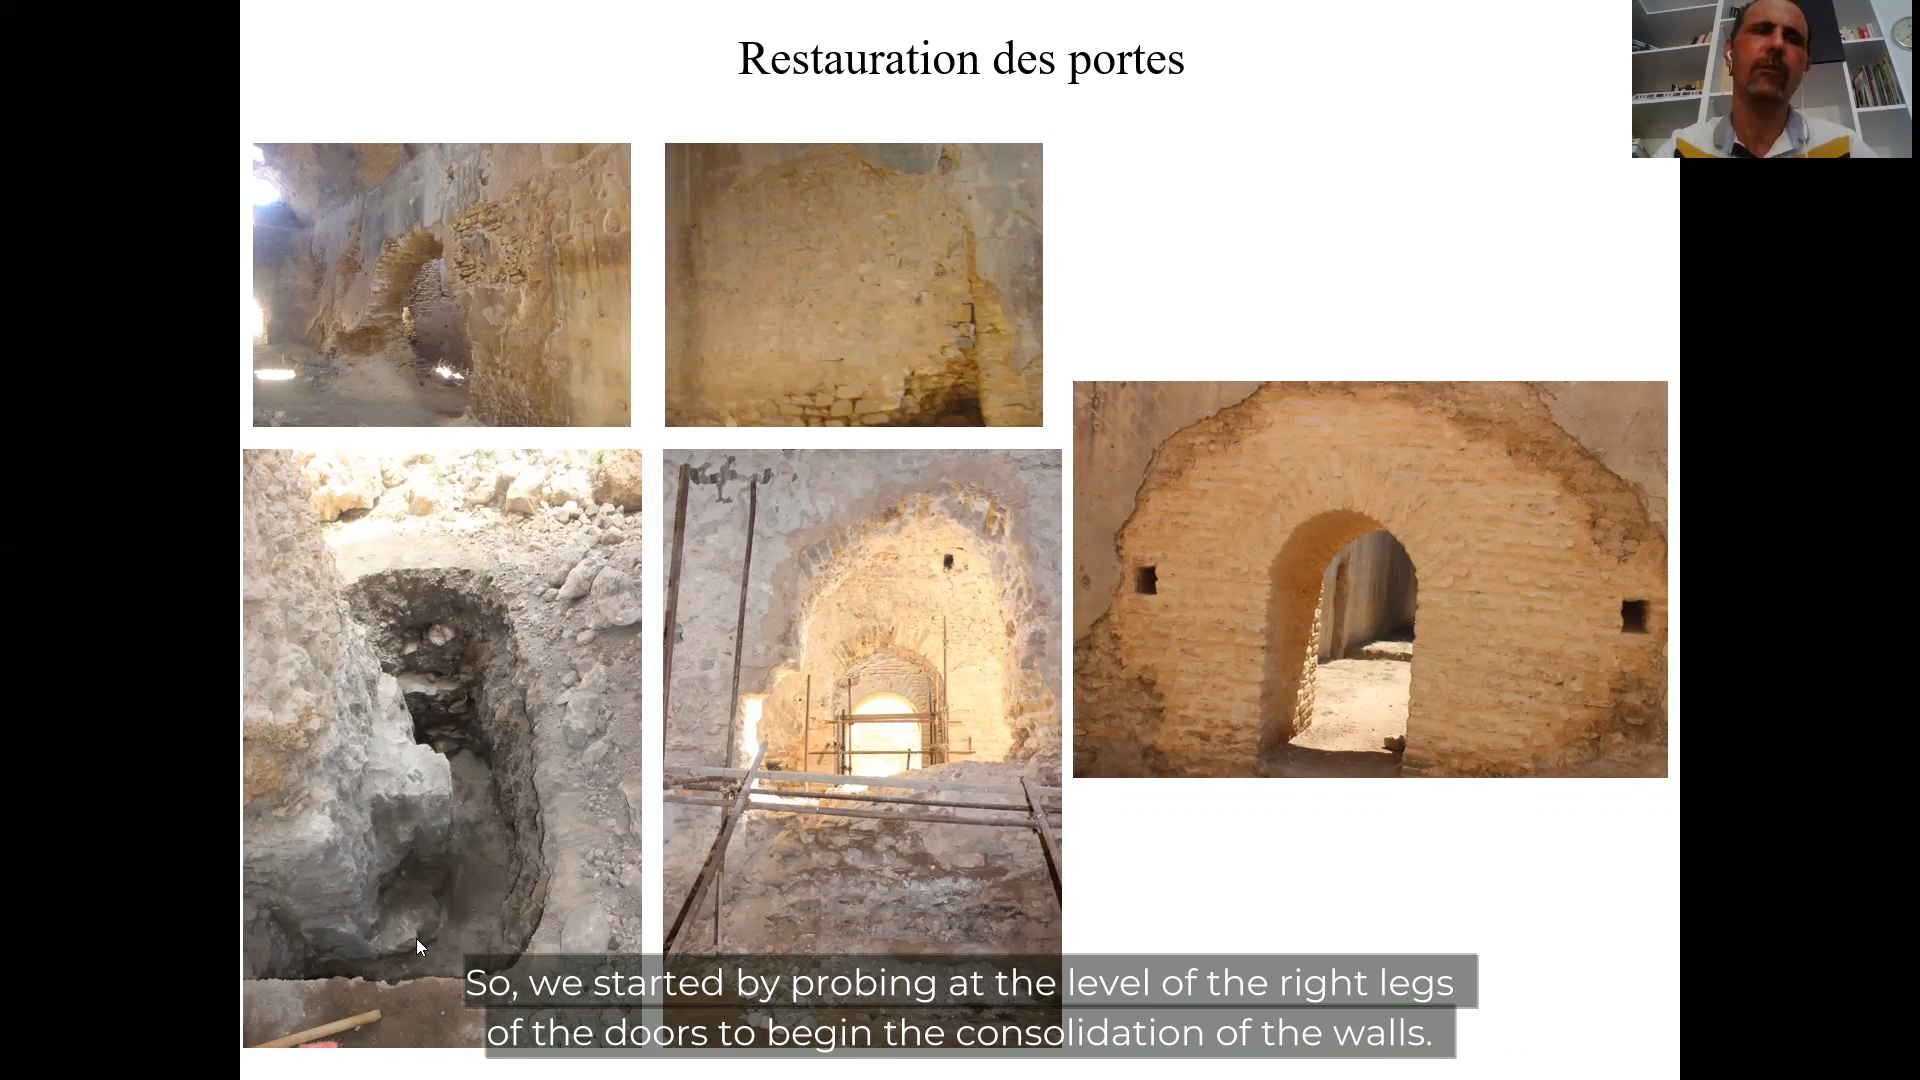 Restauration des portes
So, we started by probing at the level of the right legs
of the doors to begin the consolidation of the walls.